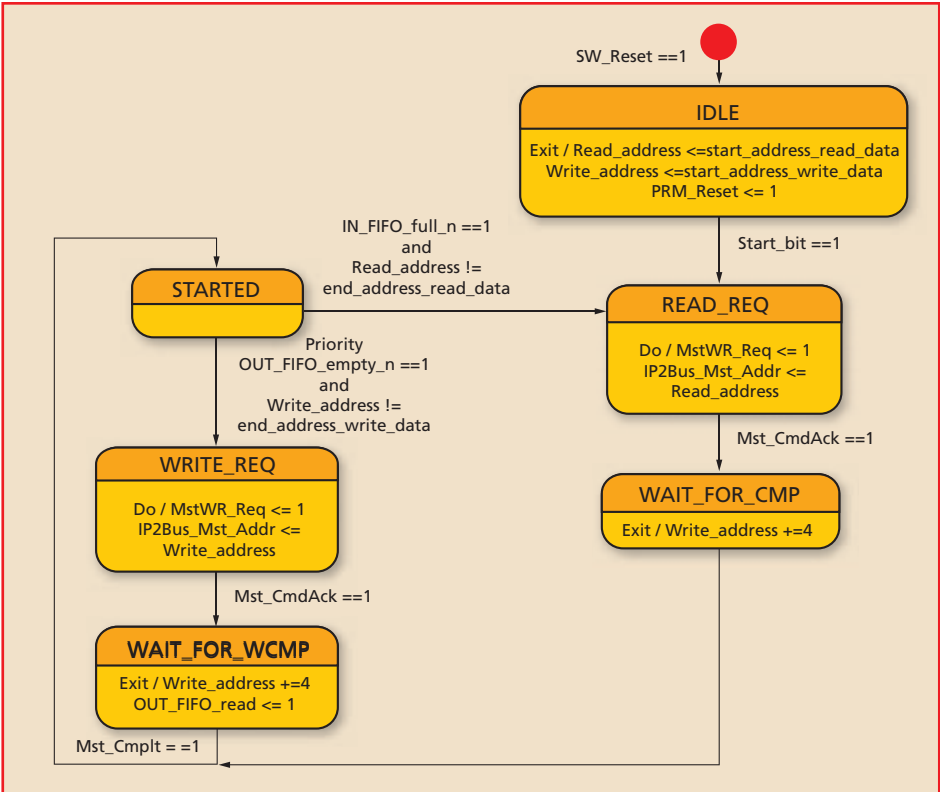 SW_Reset ==1
IDLE
Exit / Read_address <=start_address_read_data
Write_address <=start_address_write_data
PRM_Reset <= 1
Start_bit ==1
IN_FIFO_full_n ==1
and
Read_address !=
end_address_read_data
STARTED
READ_REQ
Do / MstWR_Req <= 1
IP2Bus_Mst_Addr <=
Read_address
Priority
OUT_FIFO_empty_n ==1
and
Write_address !=
end_address_write_data
Mst_CmdAck ==1
WRITE_REQ
Do / MstWR_Req <= 1
IP2Bus_Mst_Addr <=
Write_address
WAIT_FOR_CMP
Exit / Write_address +=4
Mst_CmdAck ==1
WAIT_FOR_WCMP
Exit / Write_address +=4
OUT_FIFO_read <= 1
Mst_Cmplt = =1